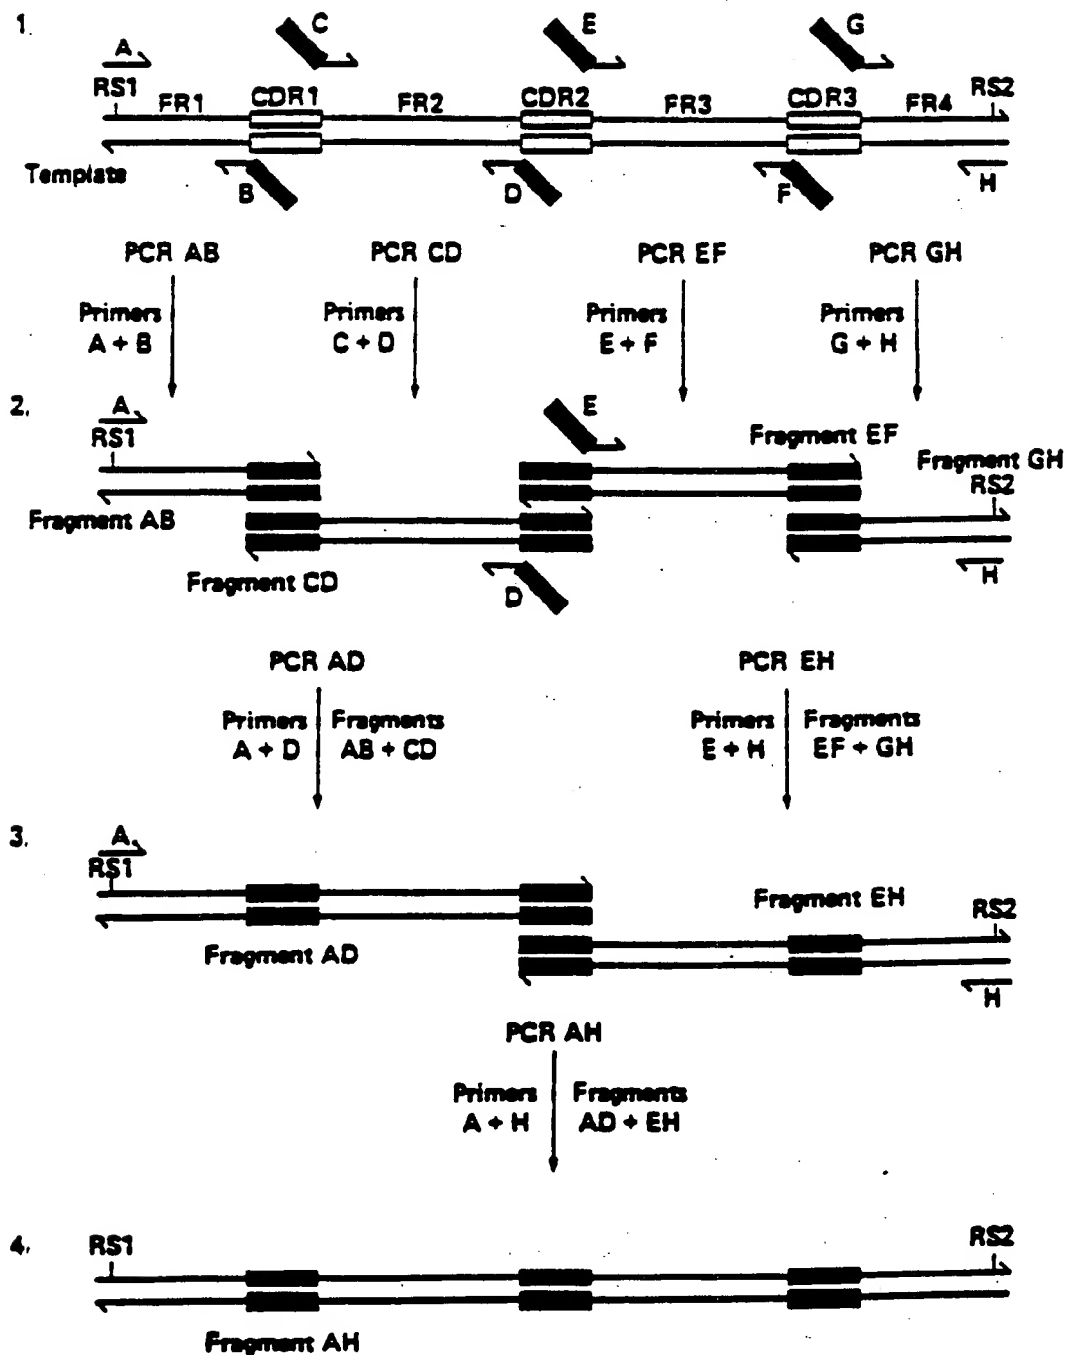 1.
A C E G
RS1 FR1 CDR1 FR2 CDR2 FR3 CDR3 FR4 RS2
Template B D F H
PCR AB PCR CD PCR EF PCR GH
Primers Primers Primers Primers
A + B C + D E + F G + H
2.
A E
RS1 Fragment EF
Fragment GH
RS2
Fragment AB
Fragment CD D H
PCR AD PCR EH
Primers Fragments Primers Fragments
A + D AB + CD E + H EF + GH
3.
A
RS1 Fragment EH RS2
Fragment AD
H
PCR AH
Primers Fragments
A + H AD + EH
4.
RS1 RS2
Fragment AH